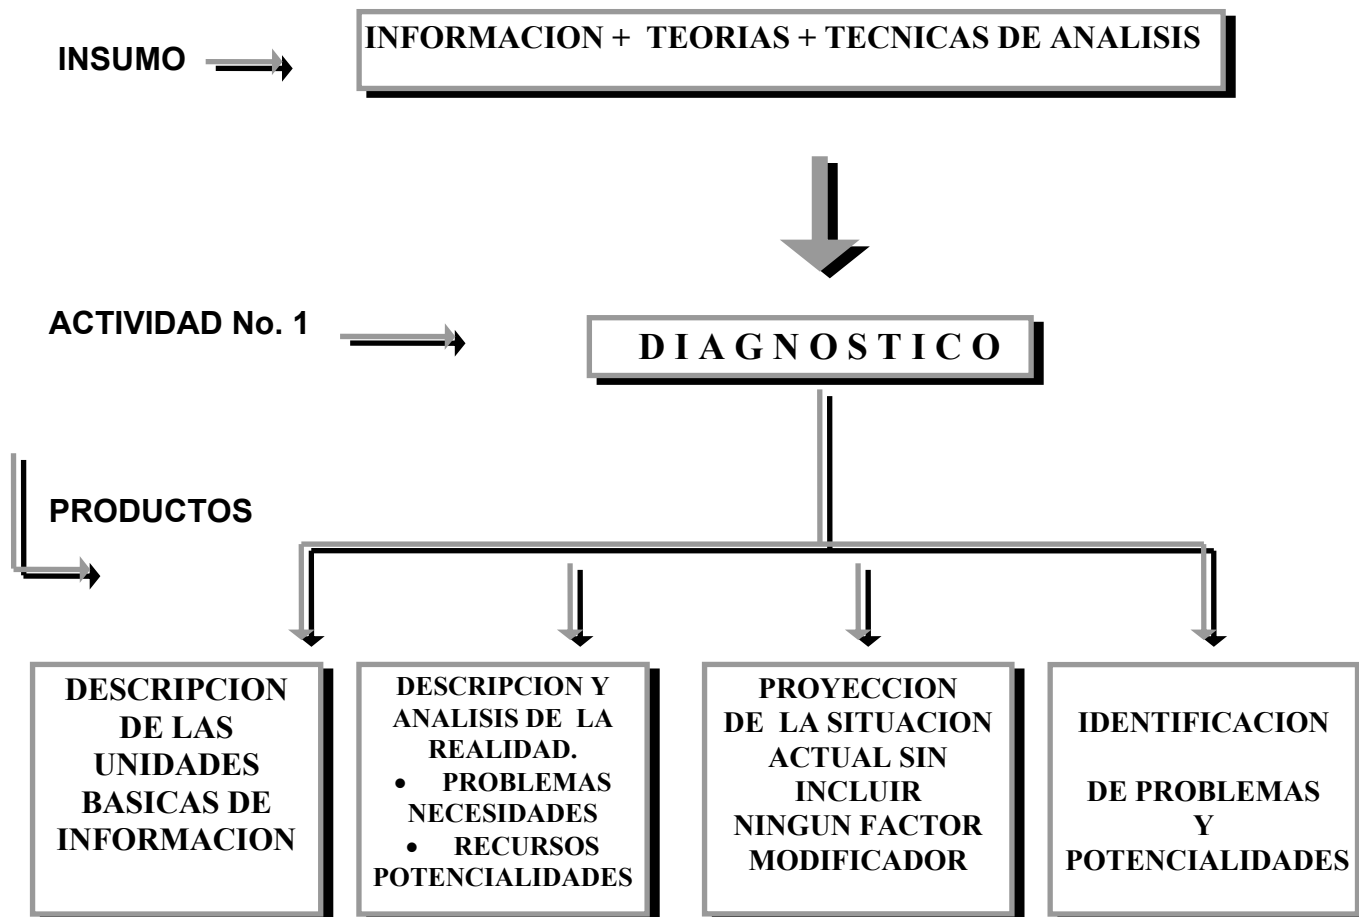 INSUMO
INFORMACION + TEORIAS + TECNICAS DE ANALISIS
ACTIVIDAD No. 1
D I A G N O S T I C O
PRODUCTOS
DESCRIPCION
DE LAS
UNIDADES
BASICAS DE
INFORMACION
DESCRIPCION Y
ANALISIS DE LA
REALIDAD.
• PROBLEMAS
NECESIDADES
• RECURSOS
POTENCIALIDADES
PROYECCION
DE LA SITUACION
ACTUAL SIN
INCLUIR
NINGUN FACTOR
MODIFICADOR
IDENTIFICACION
DE PROBLEMAS
Y
POTENCIALIDADES